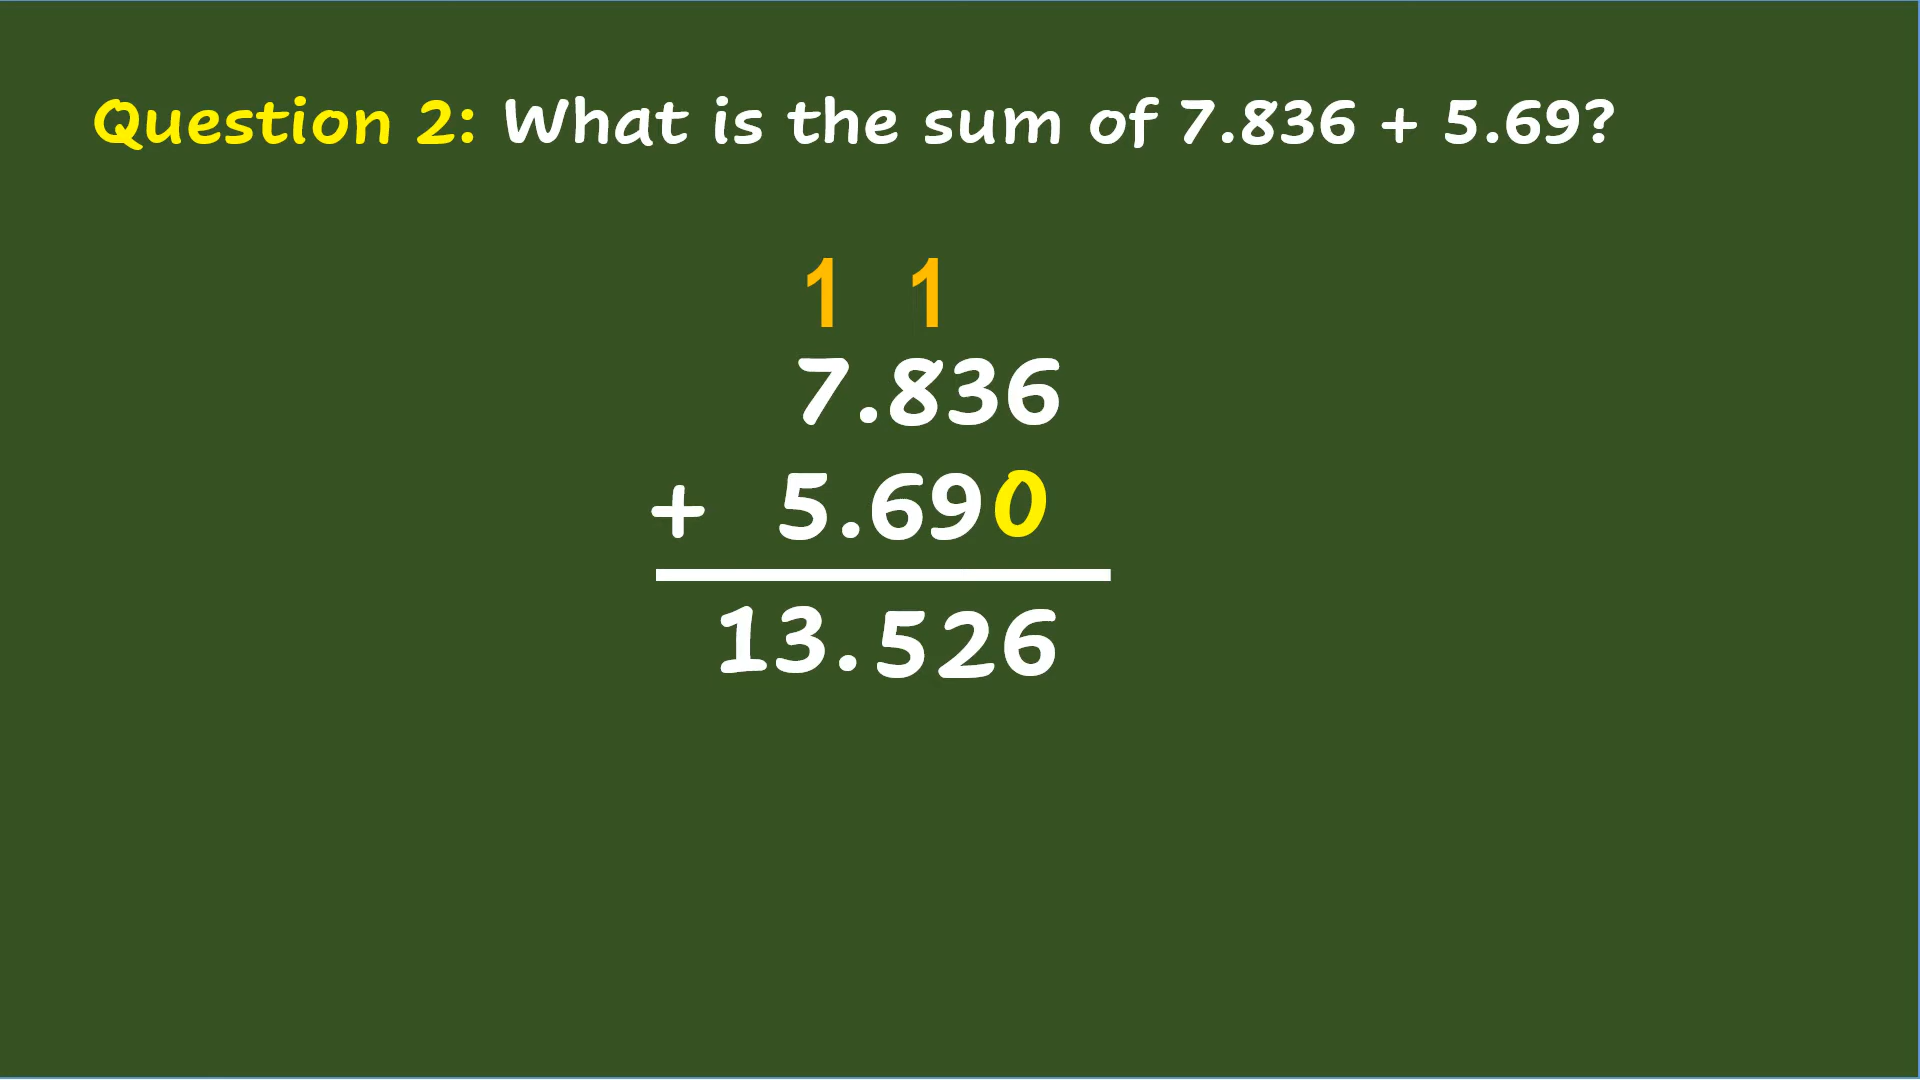 Question 2: What is the sum of 7.836 + 5.69?
1 1
7.836
+ 5.690
13.526